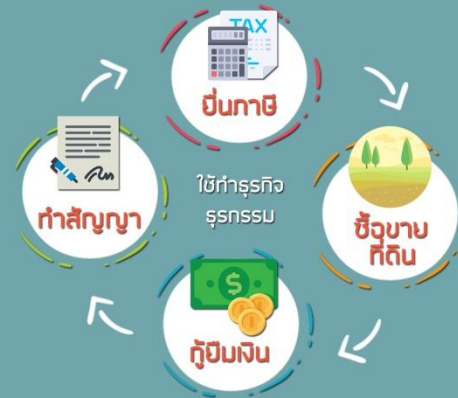 TAX
ยื่นภาษี
ทำสัญญา
ใช้ทำธุรกิจ
ธุรกรรม
ซื้อขาย
ที่ดิน
กู้ยืมเงิน